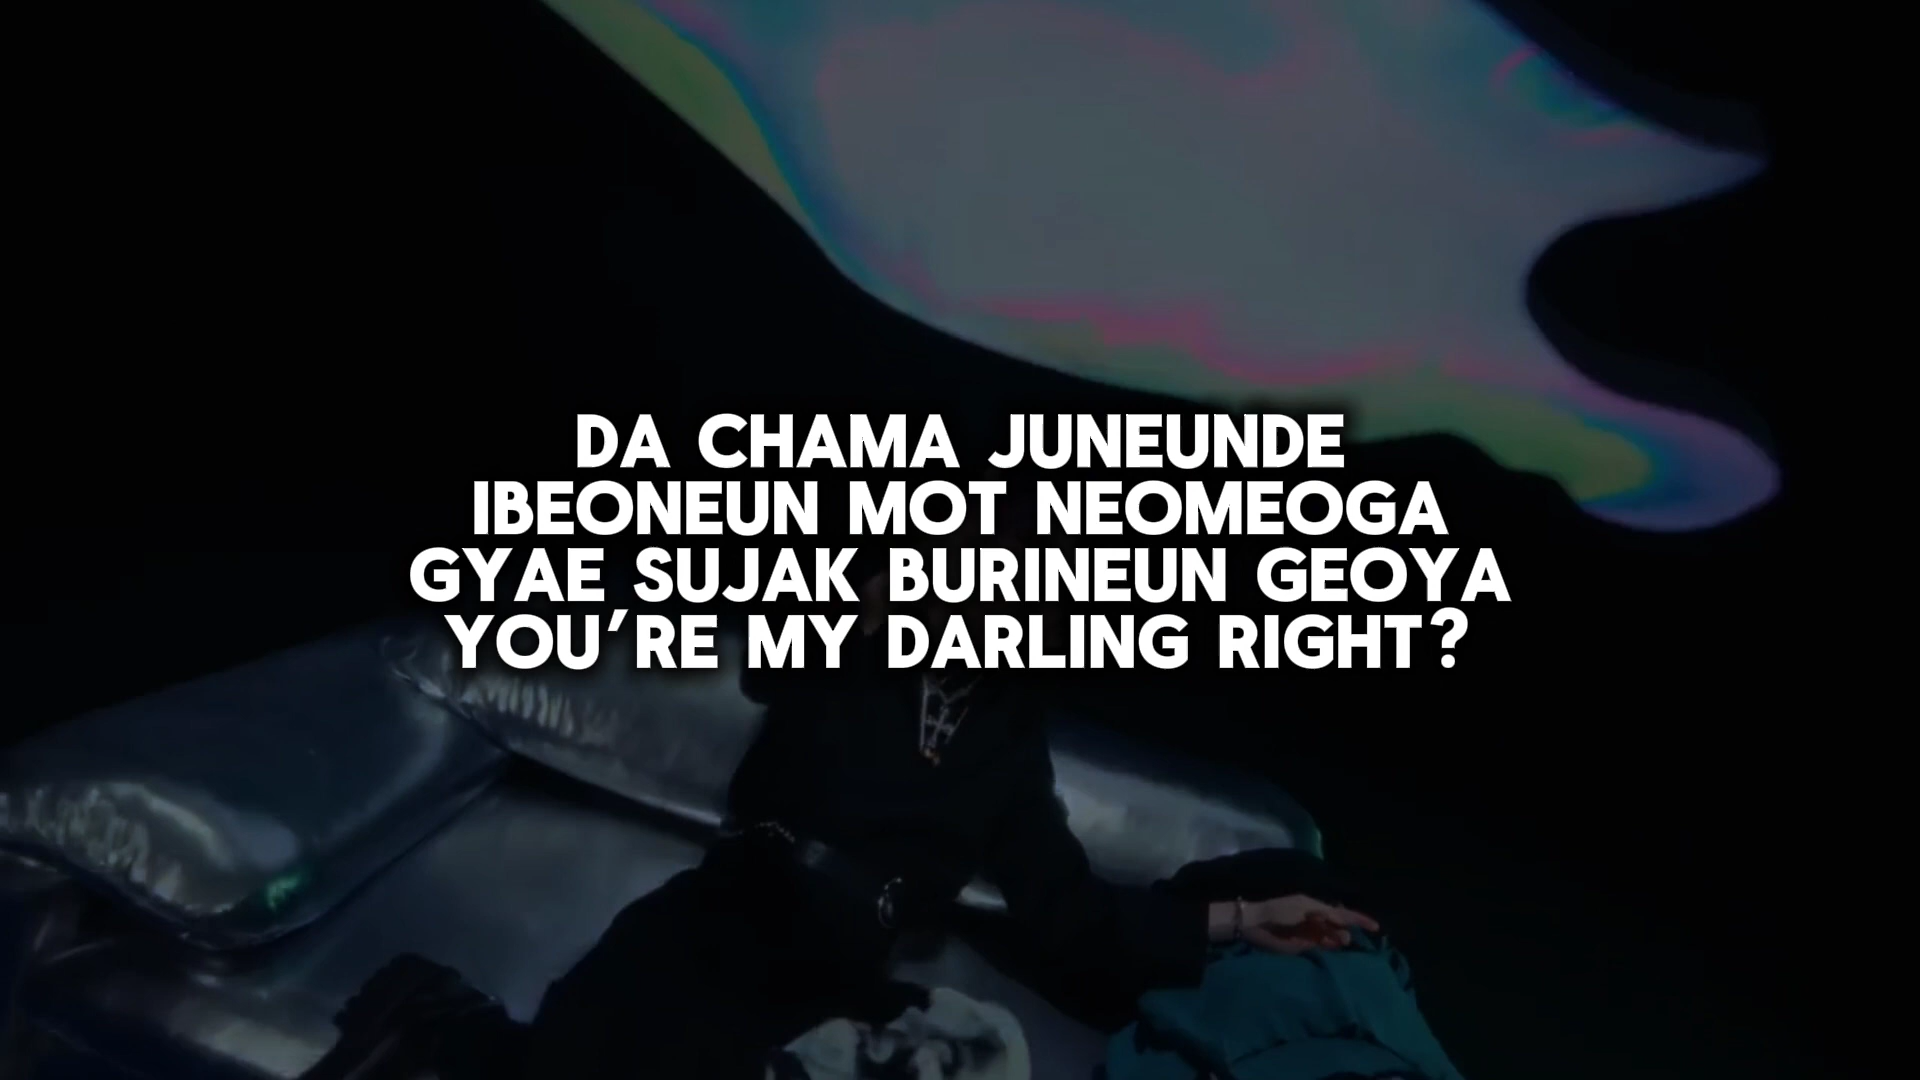 DA CHAMA JUNEUNDE
IBEONEUN MOT NEOMEOGA
GYAE SUJAK BURINEUN GEOYA
YOU'RE MY DARLING RIGHT?